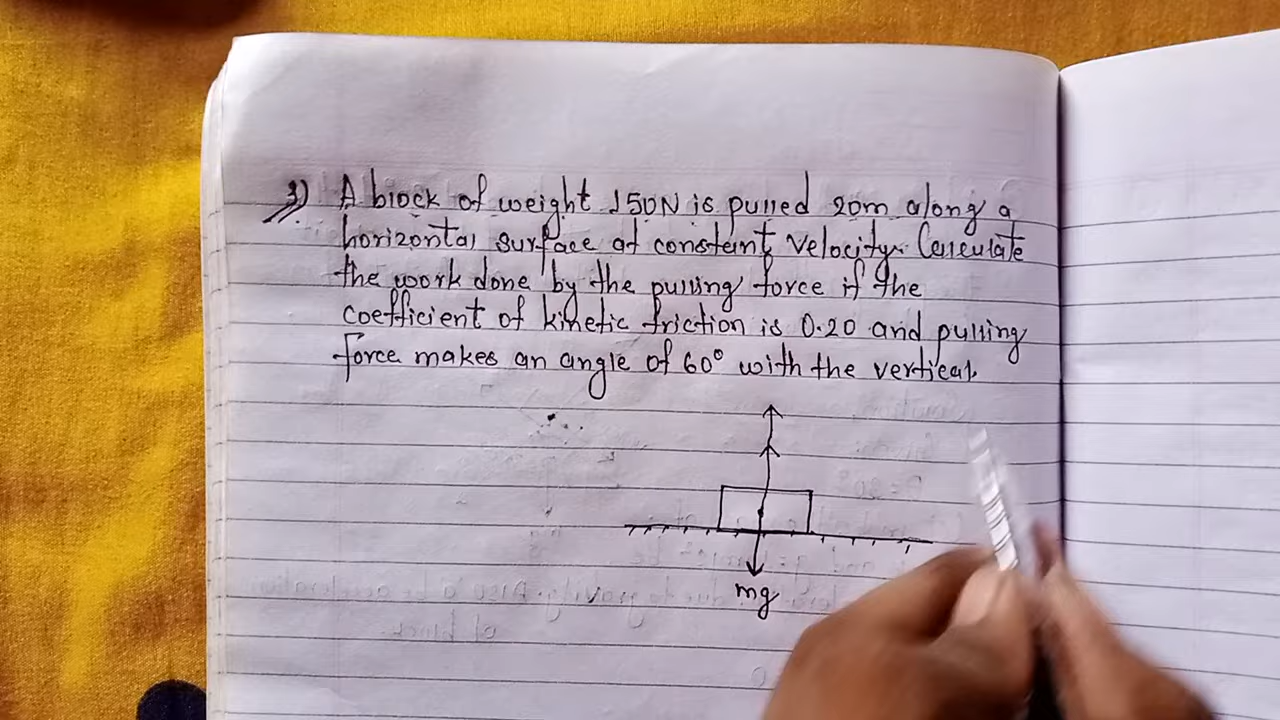 3) A block of weight 150N is pulled 20m along a
horizontal surface at constant velocity. Calculate
the work done by the pulling force if the
coefficient of kinetic friction is 0.20 and pulling
force makes an angle of 60° with the vertical.
mg